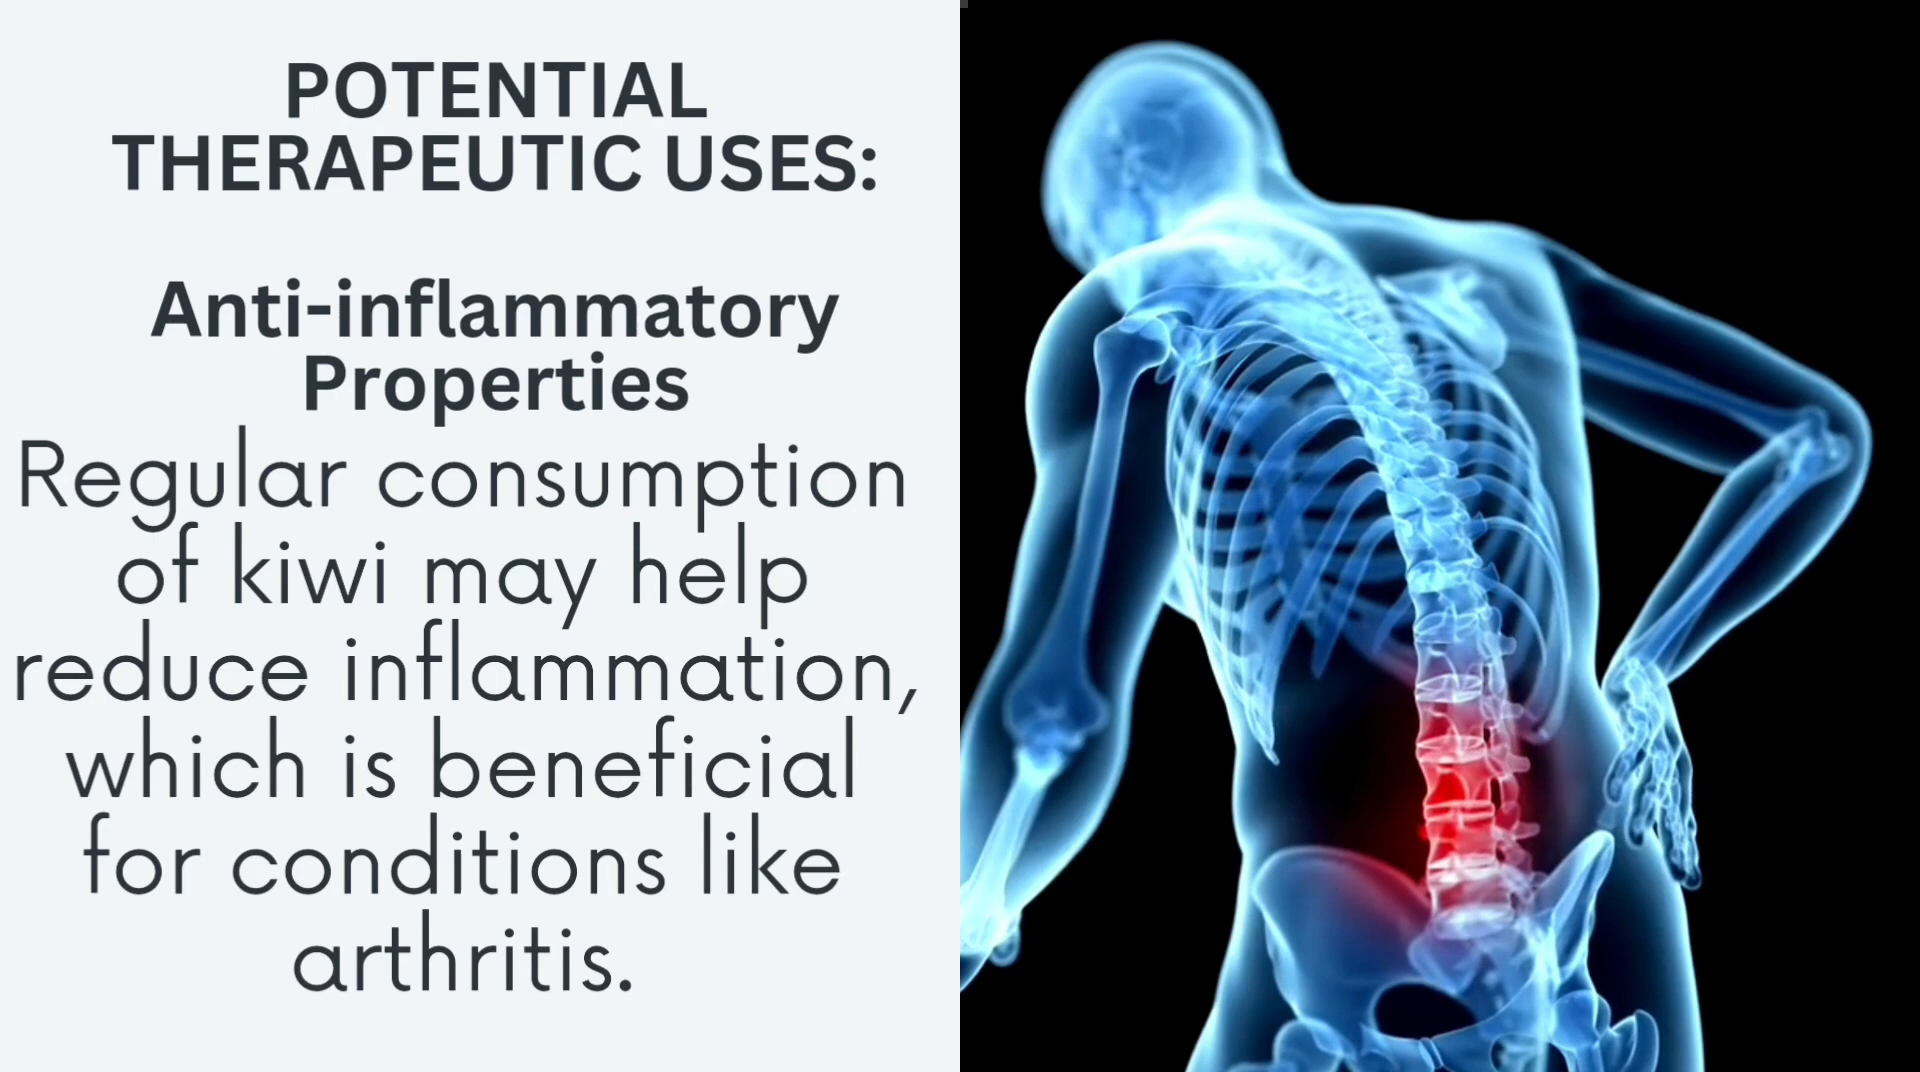 POTENTIAL
THERAPEUTIC USES:
Anti-inflammatory
Properties
Regular consumption
of kiwi may help
reduce inflammation,
which is beneficial
for conditions like
arthritis.